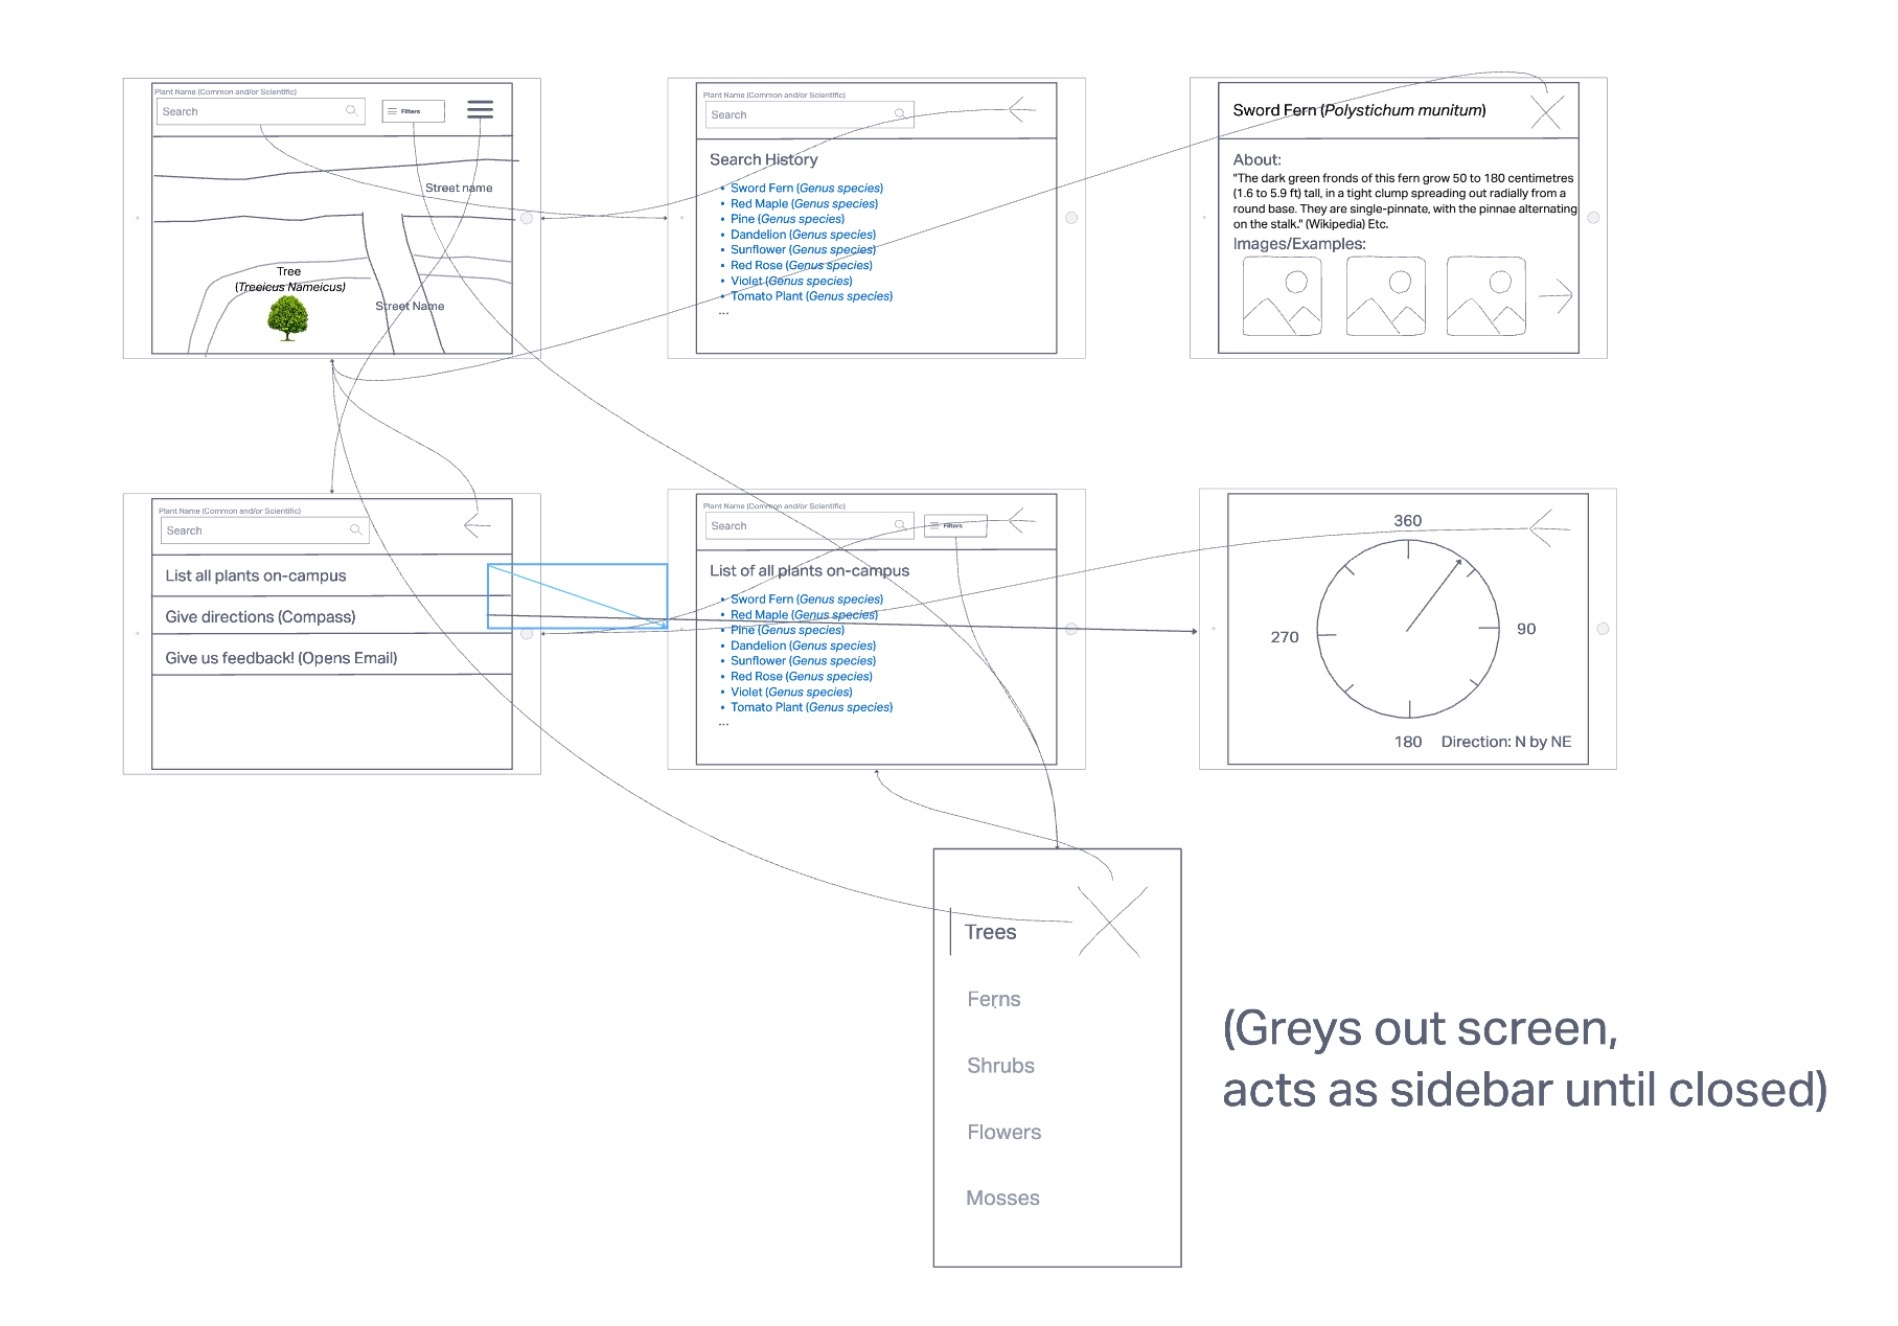 Plant Name (Common and/or Scientific)
Search
Filters
Street name
Tree
(Treeicus Nameicus)
Street Name
Plant Name (Common and/or Scientific)
Search
Search History
• Sword Fern (Genus species)
• Red Maple (Genus species)
• Pine (Genus species)
• Dandelion (Genus species)
• Sunflower (Genus species)
• Red Rose (Genus species)
• Violet (Genus species)
• Tomato Plant (Genus species)
...
Sword Fern (Polystichum munitum)
About:
"The dark green fronds of this fern grow 50 to 180 centimetres
(1.6 to 5.9 ft) tall, in a tight clump spreading out radially from a
round base. They are single-pinnate, with the pinnae alternating
on the stalk." (Wikipedia) Etc.
Images/Examples:
Plant Name (Common and/or Scientific)
Search
List all plants on-campus
Give directions (Compass)
Give us feedback! (Opens Email)
Plant Name (Common and/or Scientific)
Search
Filters
List of all plants on-campus
• Sword Fern (Genus species)
• Red Maple (Genus species)
• Pine (Genus species)
• Dandelion (Genus species)
• Sunflower (Genus species)
• Red Rose (Genus species)
• Violet (Genus species)
• Tomato Plant (Genus species)
...
360
270
90
180
Direction: N by NE
Trees
Ferns
Shrubs
Flowers
Mosses
(Greys out screen,
acts as sidebar until closed)